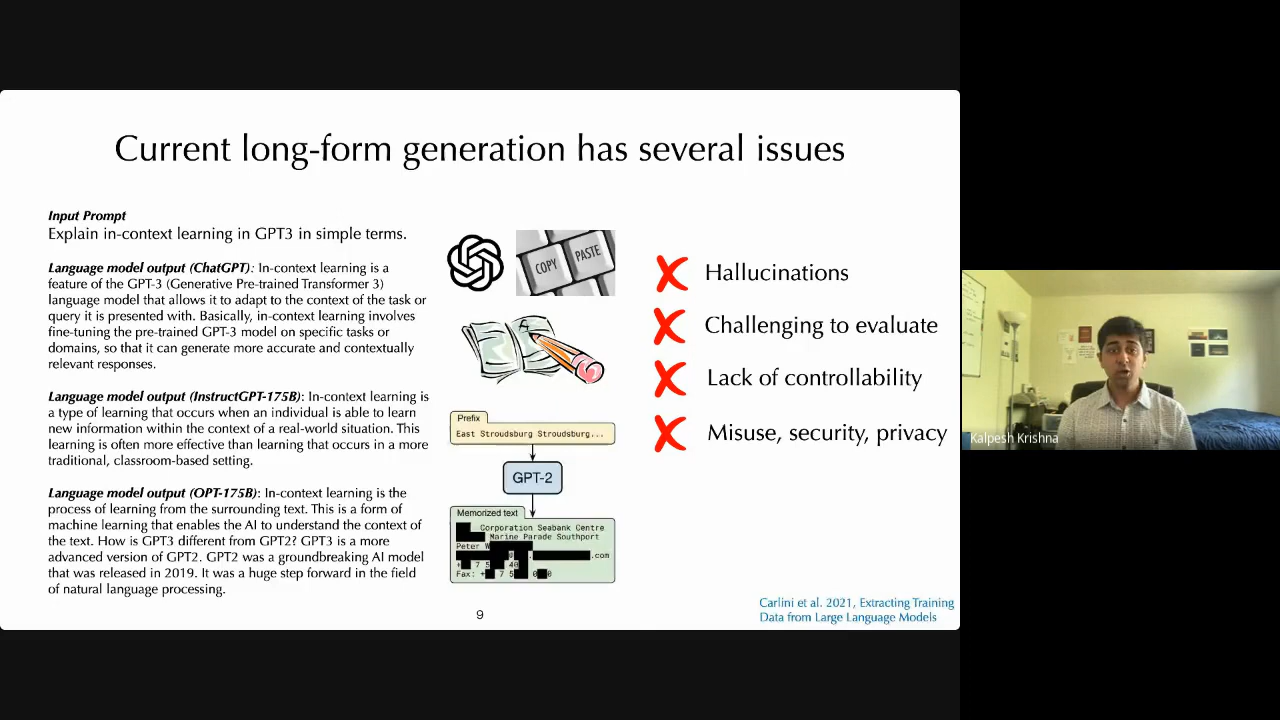 Current long-form generation has several issues
Input Prompt
Explain in-context learning in GPT3 in simple terms.
Language model output (ChatGPT): In-context learning is a
feature of the GPT-3 (Generative Pre-trained Transformer 3)
language model that allows it to adapt to the context of the task or
query it is presented with. Basically, in-context learning involves
fine-tuning the pre-trained GPT-3 model on specific tasks or
domains, so that it can generate more accurate and contextually
relevant responses.
Language model output (InstructGPT-175B): In-context learning is
a type of learning that occurs when an individual is able to learn
new information within the context of a real-world situation. This
learning is often more effective than learning that occurs in a more
traditional, classroom-based setting.
Language model output (OPT-175B): In-context learning is the
process of learning from the surrounding text. This is a form of
machine learning that enables the AI to understand the context of
the text. How is GPT3 different from GPT2? GPT3 is a more
advanced version of GPT2. GPT2 was a groundbreaking AI model
that was released in 2019. It was a huge step forward in the field
of natural language processing.
COPY
PASTE
Prefix
East Stroudsburg Stroudsburg...
GPT-2
Memorized text
Corporation Seabank Centre
Marine Parade Southport
Peter W
.com
+ 7 5 40
Fax: + 7 5 0 0
Hallucinations
Challenging to evaluate
Lack of controllability
Misuse, security, privacy
Carlini et al. 2021, Extracting Training
Data from Large Language Models
9
Kalpesh Krishna